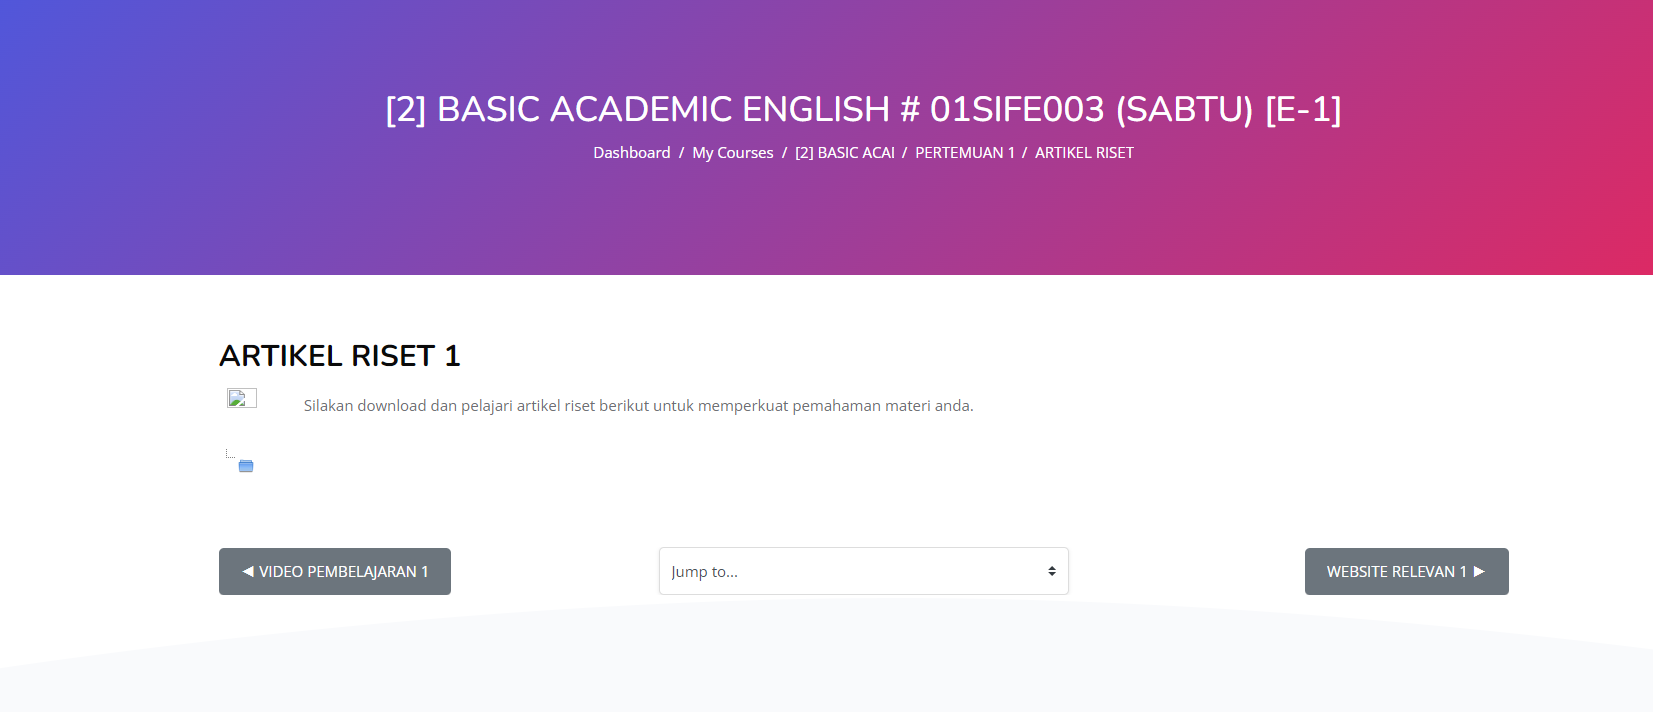 [2] BASIC ACADEMIC ENGLISH # 01SIFE003 (SABTU) [E-1]
Dashboard / My Courses / [2] BASIC ACAI / PERTEMUAN 1 / ARTIKEL RISET
ARTIKEL RISET 1
Silakan download dan pelajari artikel riset berikut untuk memperkuat pemahaman materi anda.
◀ VIDEO PEMBELAJARAN 1
Jump to...
WEBSITE RELEVAN 1 ▶